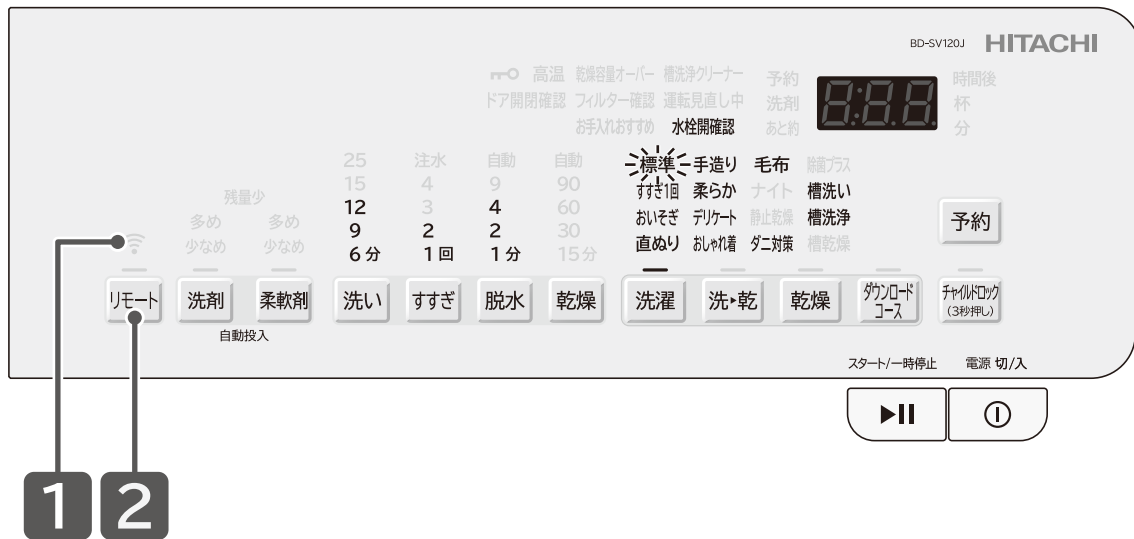 BD-SV120J HITACHI
高温 乾燥容量オーバー 槽洗浄クリーナー 予約 8:88 時間後
ドア開閉確認 フィルター確認 運転見直し中 洗剤 杯
お手入れおすすめ 水栓開確認 あと約 分
25 注水 自動 自動 標準 手造り 毛布 除菌プラス
15 4 9 90 すすぎ1回 柔らか ナイト 槽洗い
残量少
12 3 4 60 おいそぎ デリケート 静止乾燥 槽洗浄
多め 多め
9 2 2 30 直ぬり おしゃれ着 ダニ対策 槽乾燥
少なめ 少なめ
6分 1回 1分 15分
予約
リモート 洗剤 柔軟剤 洗い すすぎ 脱水 乾燥 洗濯 洗▸乾 乾燥 ダウンロードコース チャイルドロック(3秒押し)
自動投入
スタート/一時停止 電源 切/入
1 2